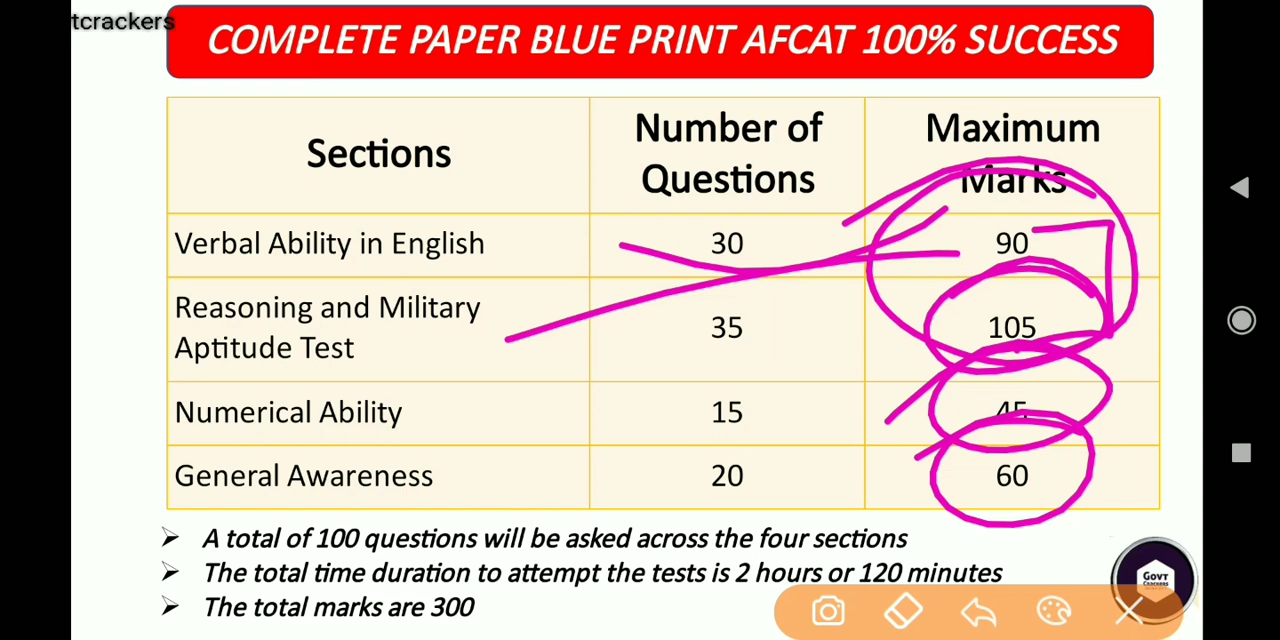 tcrackers
COMPLETE PAPER BLUE PRINT AFCAT 100% SUCCESS
Sections
Number of
Questions
Maximum
Marks
Verbal Ability in English 30 90
Reasoning and Military
Aptitude Test 35 105
Numerical Ability 15 45
General Awareness 20 60
A total of 100 questions will be asked across the four sections
The total time duration to attempt the tests is 2 hours or 120 minutes
The total marks are 300
GOVT